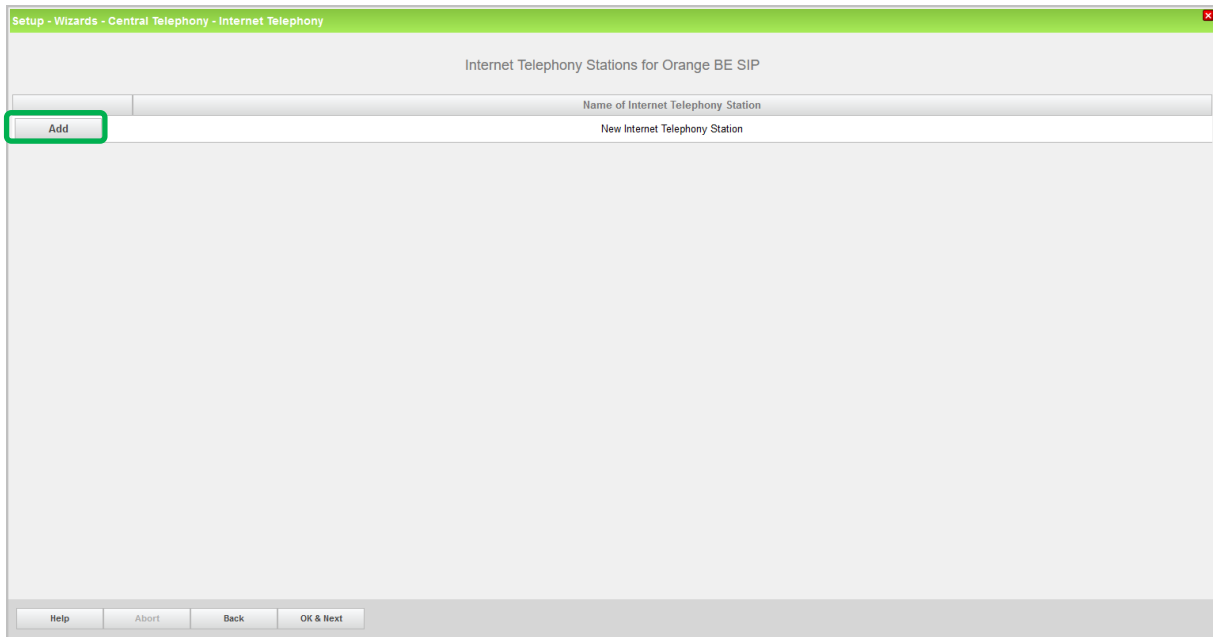 Setup - Wizards - Central Telephony - Internet Telephony
Internet Telephony Stations for Orange BE SIP
Name of Internet Telephony Station
Add New Internet Telephony Station
Help Abort Back OK & Next